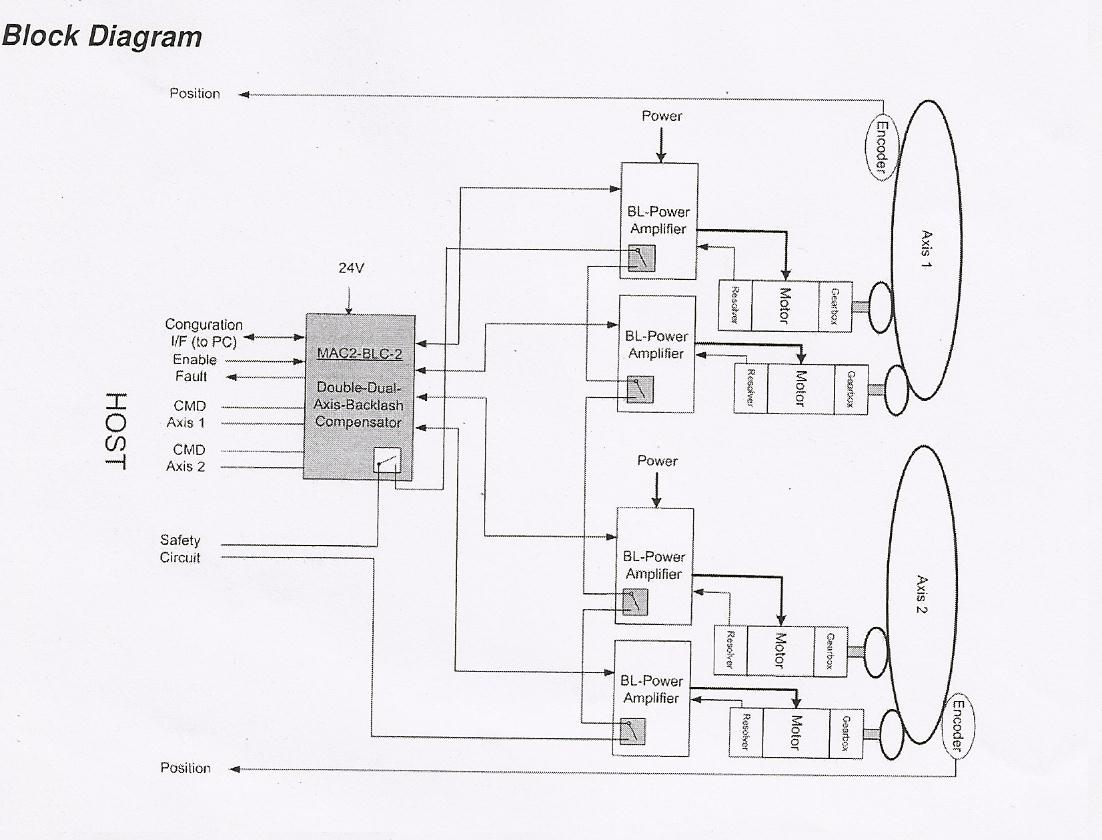 Block Diagram
Position
Power
Encoder
BL-Power
Amplifier
Axis 1
24V
Resolver
Motor
Gearbox
Conguration
I/F (to PC)
Enable
Fault
MAC2-BLC-2
Double-Dual-
Axis-Backlash
Compensator
BL-Power
Amplifier
Resolver
Motor
Gearbox
HOST
CMD
Axis 1
CMD
Axis 2
Power
Safety
Circuit
BL-Power
Amplifier
Axis 2
Resolver
Motor
Gearbox
BL-Power
Amplifier
Resolver
Motor
Gearbox
Encoder
Position